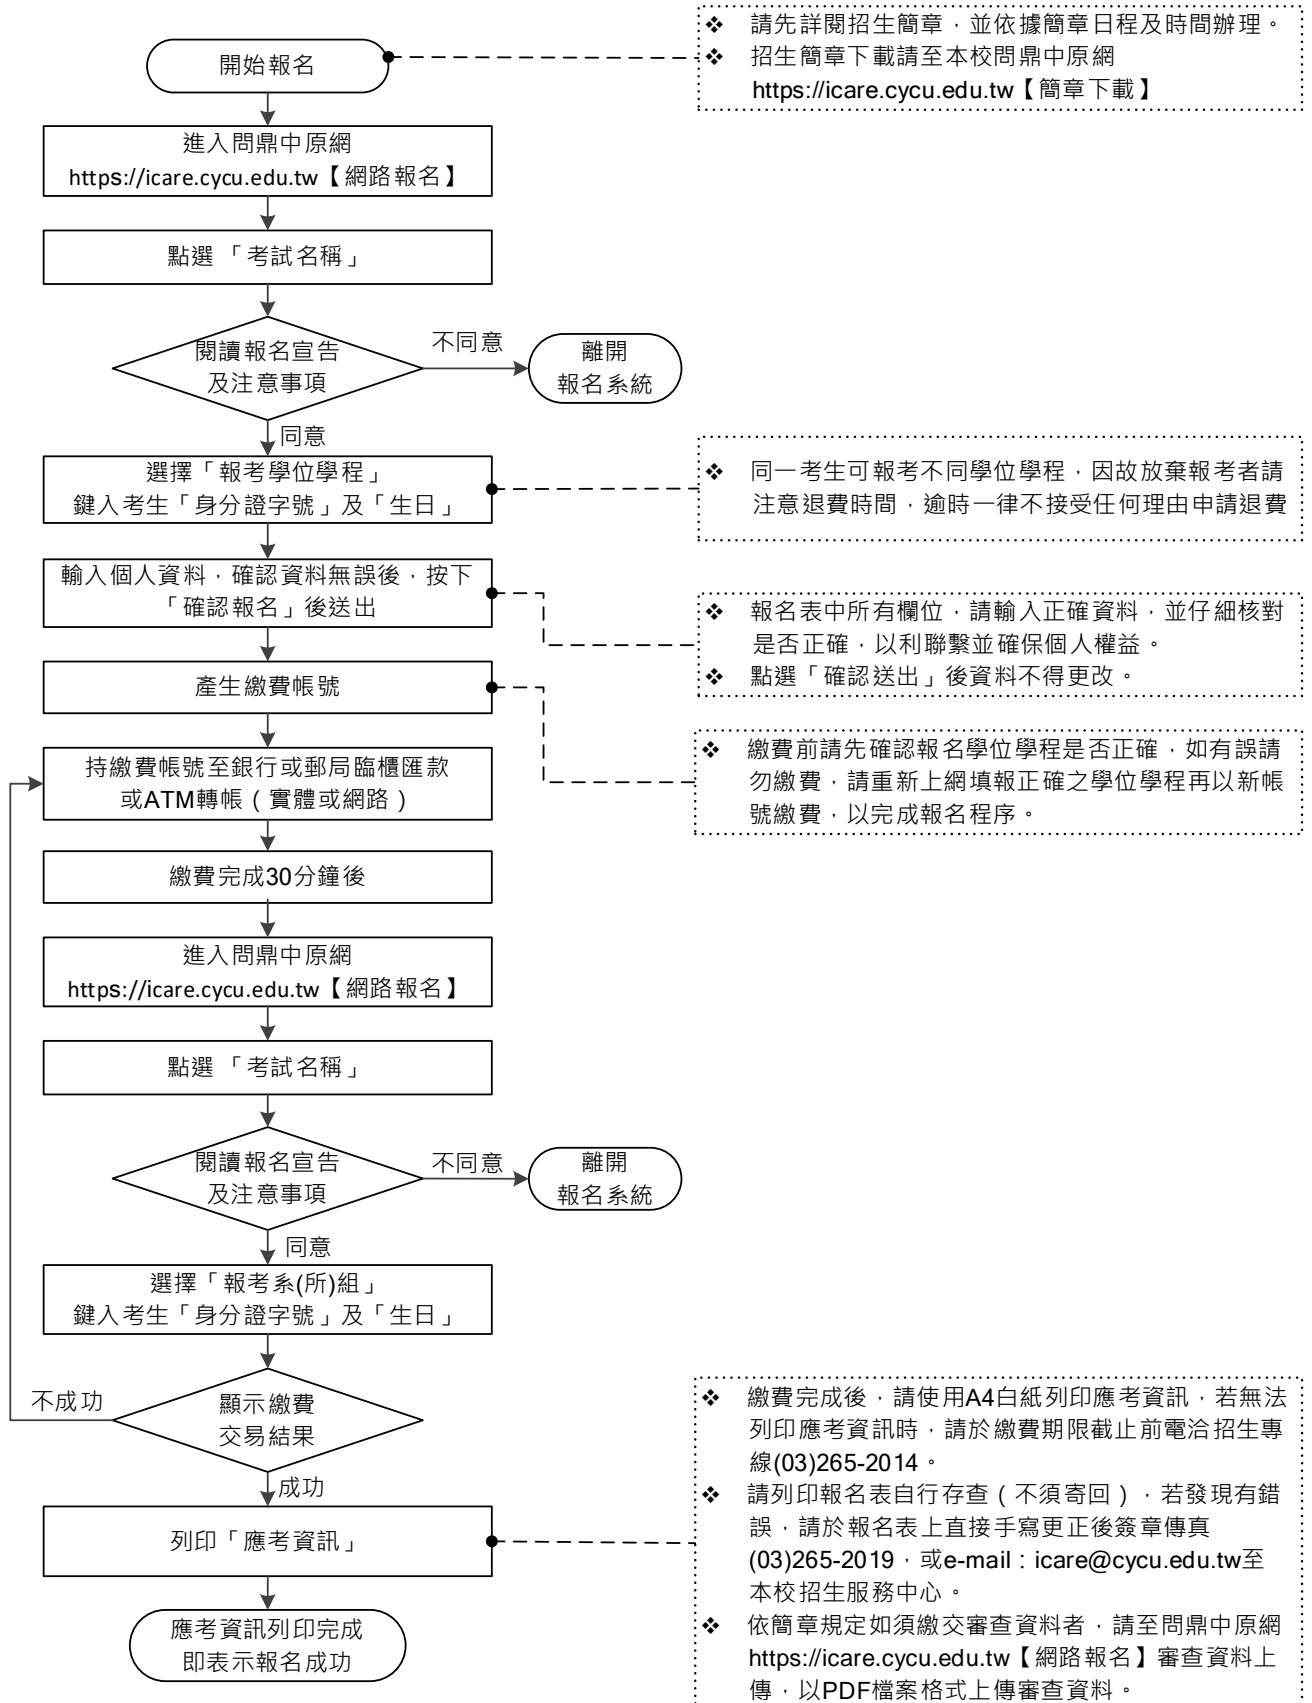 ❖ 請先詳閱招生簡章，並依據簡章日程及時間辦理。
❖ 招生簡章下載請至本校問鼎中原網
https://icare.cycu.edu.tw【簡章下載】
開始報名
進入問鼎中原網
https://icare.cycu.edu.tw【網路報名】
點選「考試名稱」
閱讀報名宣告
及注意事項
不同意
離開
報名系統
同意
選擇「報考學位學程」
鍵入考生「身分證字號」及「生日」
❖ 同一考生可報考不同學位學程，因故放棄報考者請
注意退費時間，逾時一律不接受任何理由申請退費
輸入個人資料，確認資料無誤後，按下
「確認報名」後送出
❖ 報名表中所有欄位，請輸入正確資料，並仔細核對
是否正確，以利聯繫並確保個人權益。
❖ 點選「確認送出」後資料不得更改。
產生繳費帳號
❖ 繳費前請先確認報名學位學程是否正確，如有誤請
勿繳費，請重新上網填報正確之學位學程再以新帳
號繳費，以完成報名程序。
持繳費帳號至銀行或郵局臨櫃匯款
或ATM轉帳（實體或網路）
繳費完成30分鐘後
進入問鼎中原網
https://icare.cycu.edu.tw【網路報名】
點選「考試名稱」
閱讀報名宣告
及注意事項
不同意
離開
報名系統
同意
選擇「報考系(所)組」
鍵入考生「身分證字號」及「生日」
不成功
顯示繳費
交易結果
成功
列印「應考資訊」
❖ 繳費完成後，請使用A4白紙列印應考資訊，若無法
列印應考資訊時，請於繳費期限截止前電洽招生專
線(03)265-2014。
❖ 請列印報名表自行存查（不須寄回），若發現有錯
誤，請於報名表上直接手寫更正後簽章傳真
(03)265-2019，或e-mail：icare@cycu.edu.tw至
本校招生服務中心。
❖ 依簡章規定如須繳交審查資料者，請至問鼎中原網
https://icare.cycu.edu.tw【網路報名】審查資料上
傳，以PDF檔案格式上傳審查資料。
應考資訊列印完成
即表示報名成功